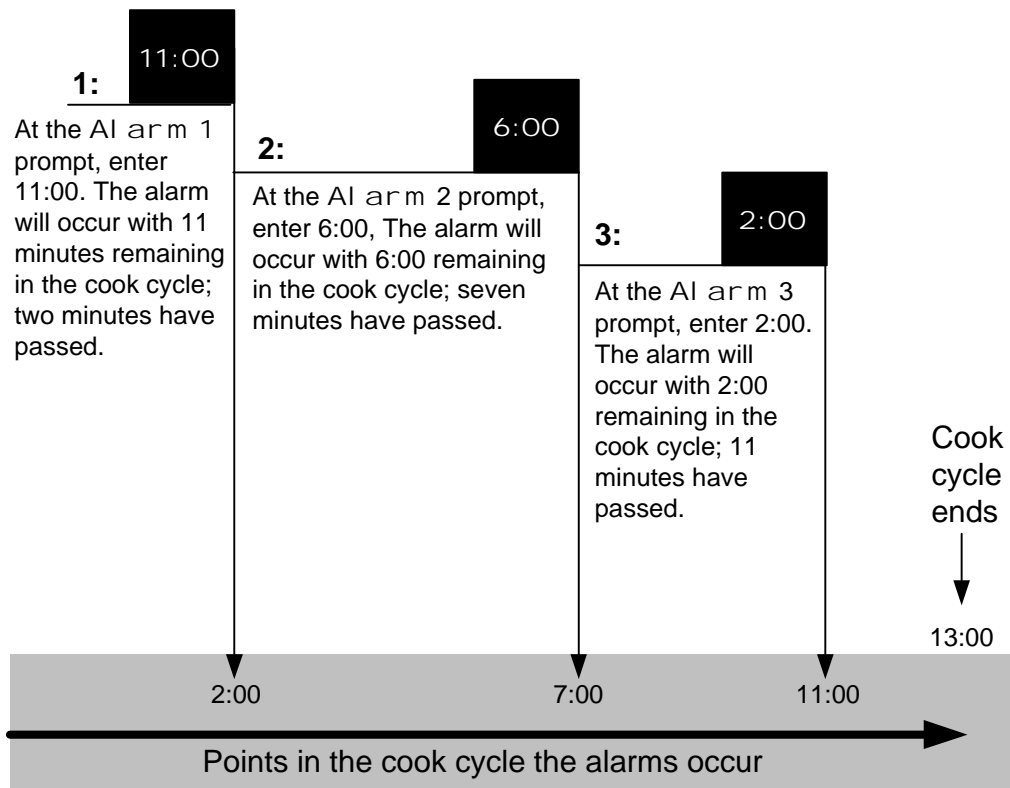 11:00
1:
At the Alarm 1
prompt, enter
11:00. The alarm
will occur with 11
minutes remaining
in the cook cycle;
two minutes have
passed.
6:00
2:
At the Alarm 2 prompt,
enter 6:00, The alarm will
occur with 6:00 remaining
in the cook cycle; seven
minutes have passed.
2:00
3:
At the Alarm 3
prompt, enter 2:00.
The alarm will
occur with 2:00
remaining in the
cook cycle; 11
minutes have
passed.
Cook
cycle
ends
13:00
2:00
7:00
11:00
Points in the cook cycle the alarms occur